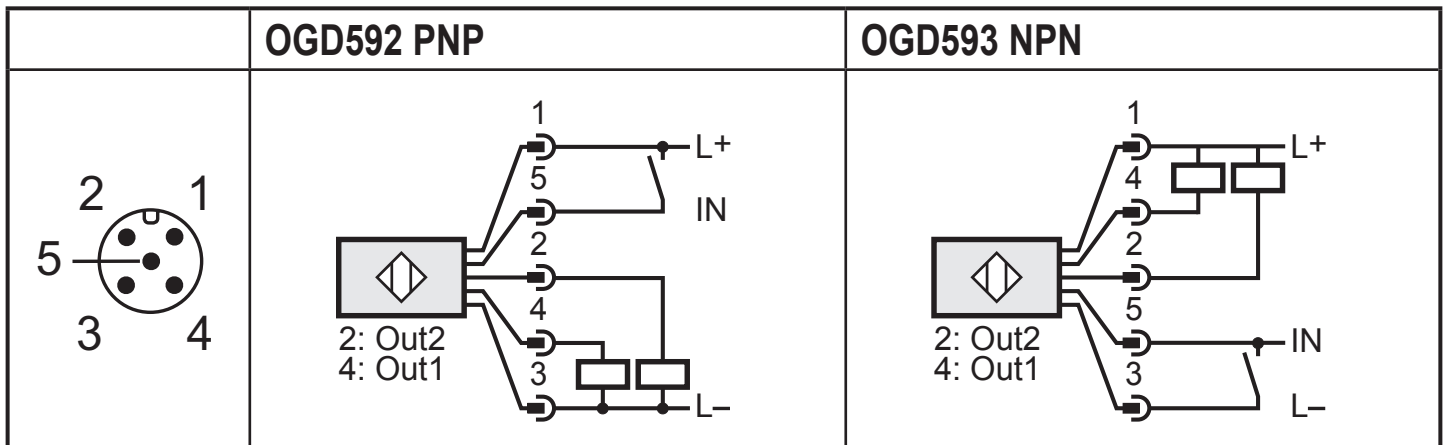 OGD592 PNP
OGD593 NPN
2 1
5
3 4
1
L+
5
IN
2
4
2: Out2
4: Out1
3
L–
1
L+
4
2
5
2: Out2
4: Out1
IN
3
L–